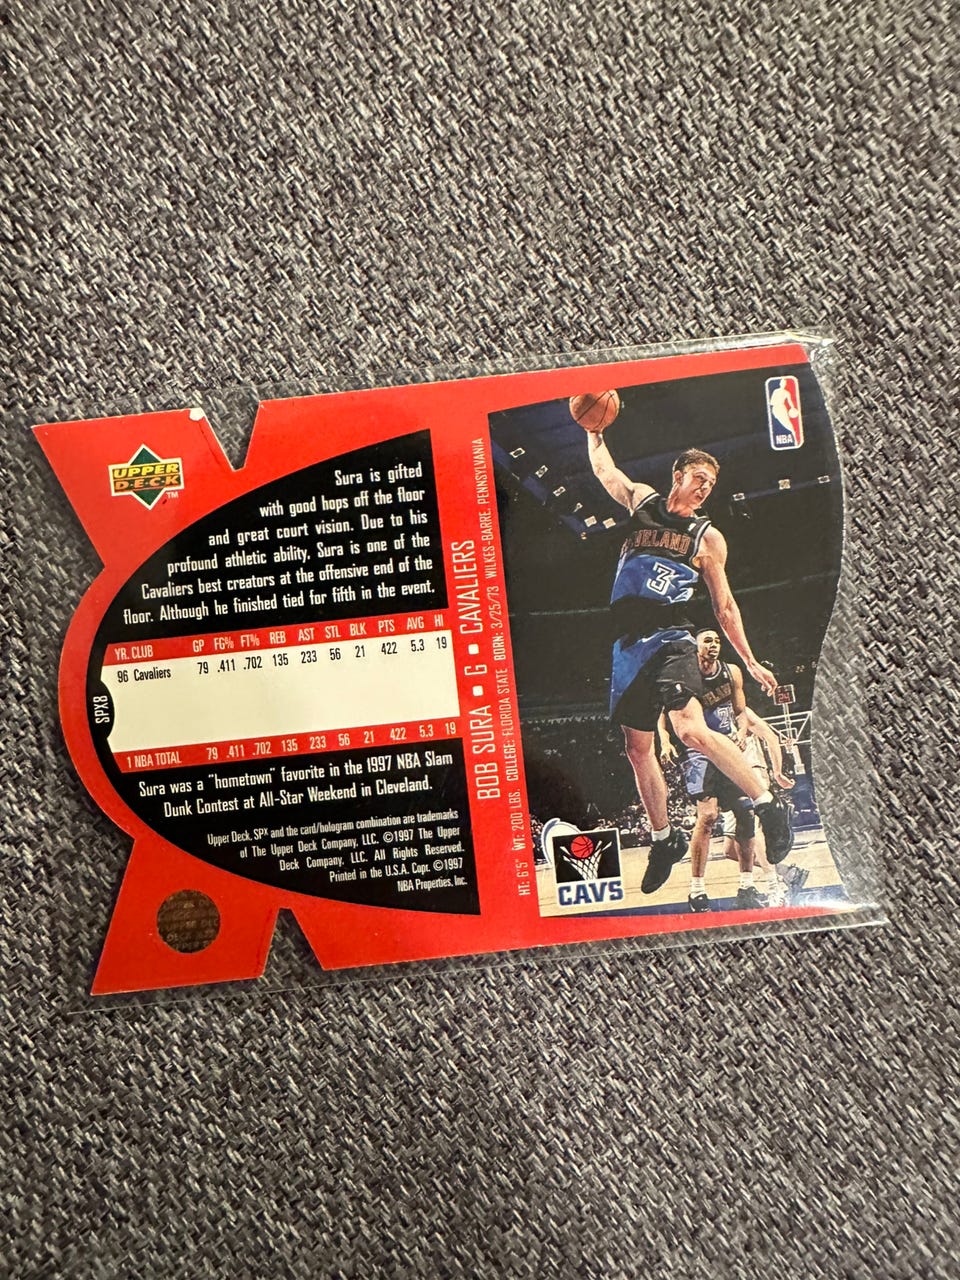 UPPER
DECK
TM
Sura is gifted
with good hops off the floor
and great court vision. Due to his
profound athletic ability. Sura is one of the
Cavaliers best creators at the offensive end of the
floor. Although he finished tied for fifth in the event,
YR. CLUB GP FG% FT% REB AST STL BLK PTS AVG HI
96 Cavaliers 79 .411 .702 135 233 56 21 422 5.3 19
1 NBA TOTAL 79 .411 .702 135 233 56 21 422 5.3 19
SPX8
Sura was a "hometown" favorite in the 1997 NBA Slam
Dunk Contest at All-Star Weekend in Cleveland.
Upper Deck, SPx and the card/hologram combination are trademarks
of The Upper Deck Company, LLC. ©1997 The Upper
Deck Company, LLC. All Rights Reserved.
Printed in the U.S.A. Copr. ©1997
NBA Properties, Inc.
BOB SURA ■ G ■ CAVALIERS
HT: 6'5" WT: 200 LBS. COLLEGE: FLORIDA STATE BORN: 3/25/73 WILKES-BARRE, PENNSYLVANIA
NBA
CLEVELAND
3
CAVS